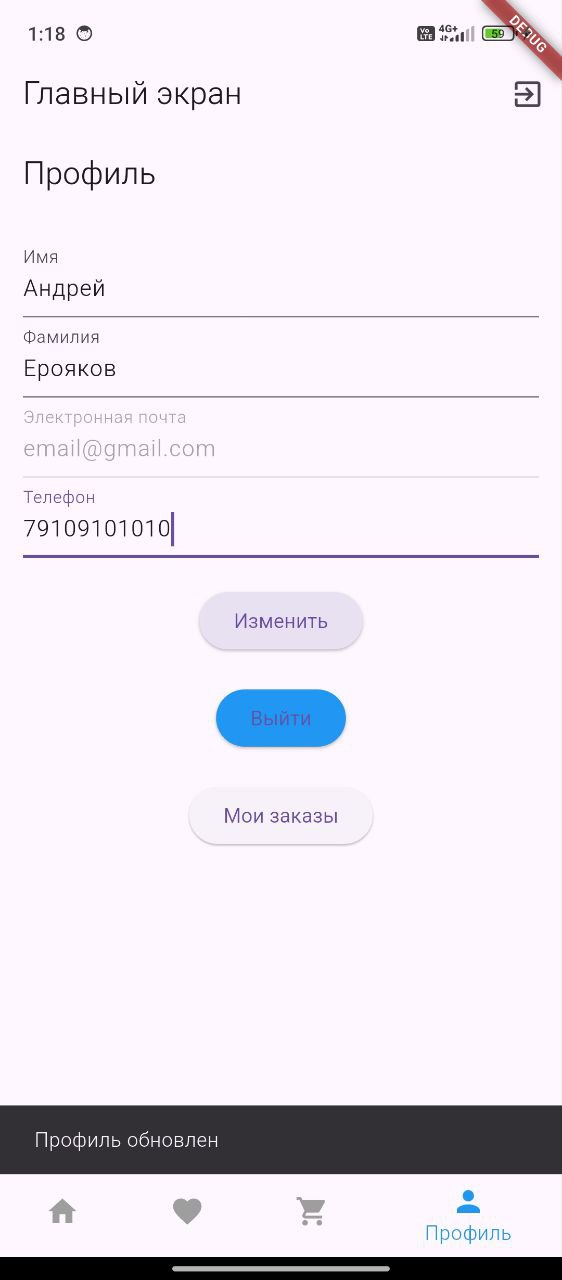 1:18
Vo LTE 4G+ 59
DEBUG
Главный экран
Профиль
Имя
Андрей
Фамилия
Ерояков
Электронная почта
email@gmail.com
Телефон
79109101010
Изменить
Выйти
Мои заказы
Профиль обновлен
Профиль